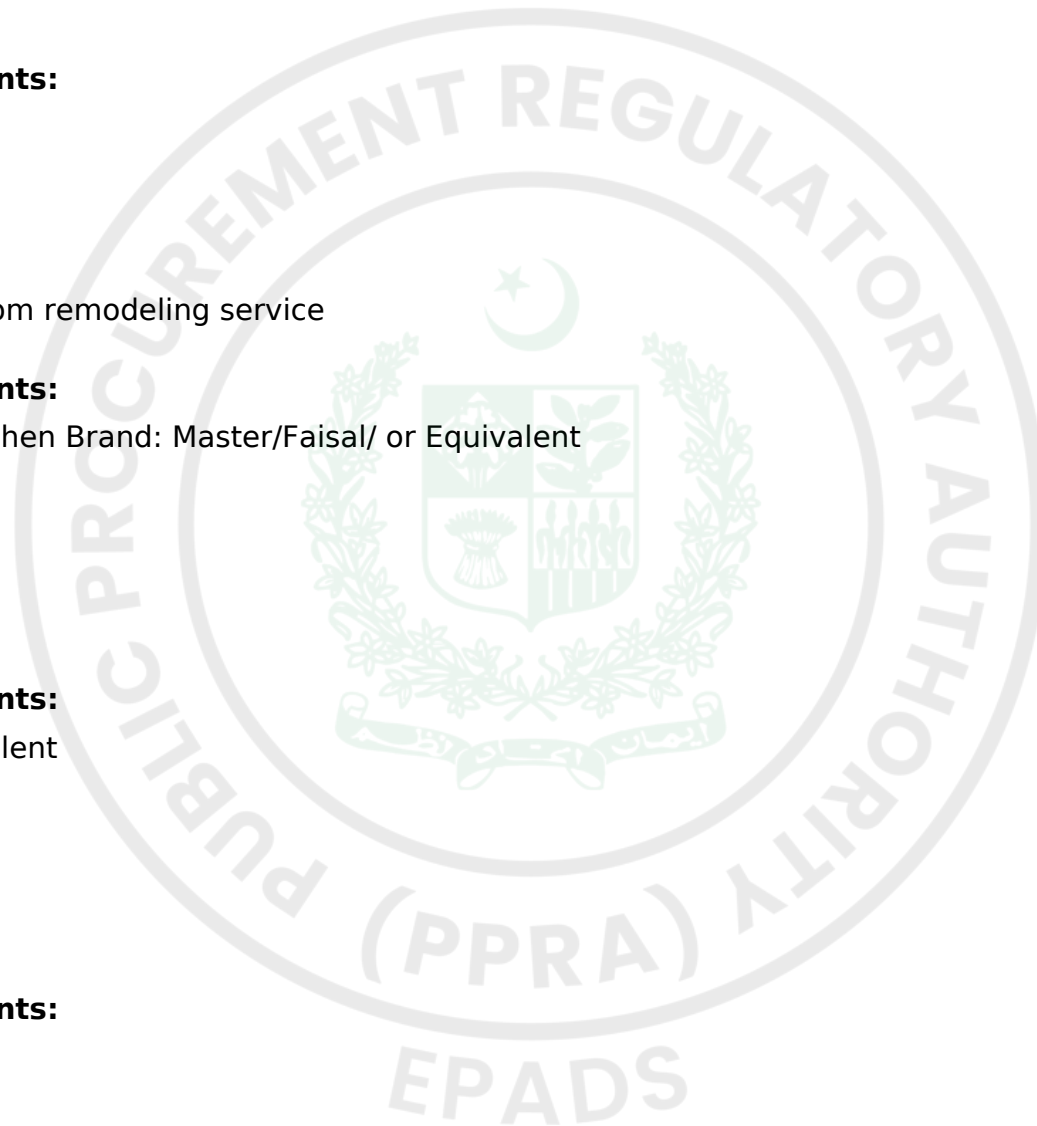 nts:
om remodeling service
nts:
hen Brand: Master/Faisal/ or Equivalent
nts:
lent
nts:
PUBLIC PROCUREMENT REGULATORY AUTHORITY
(PPRA)
EPADS